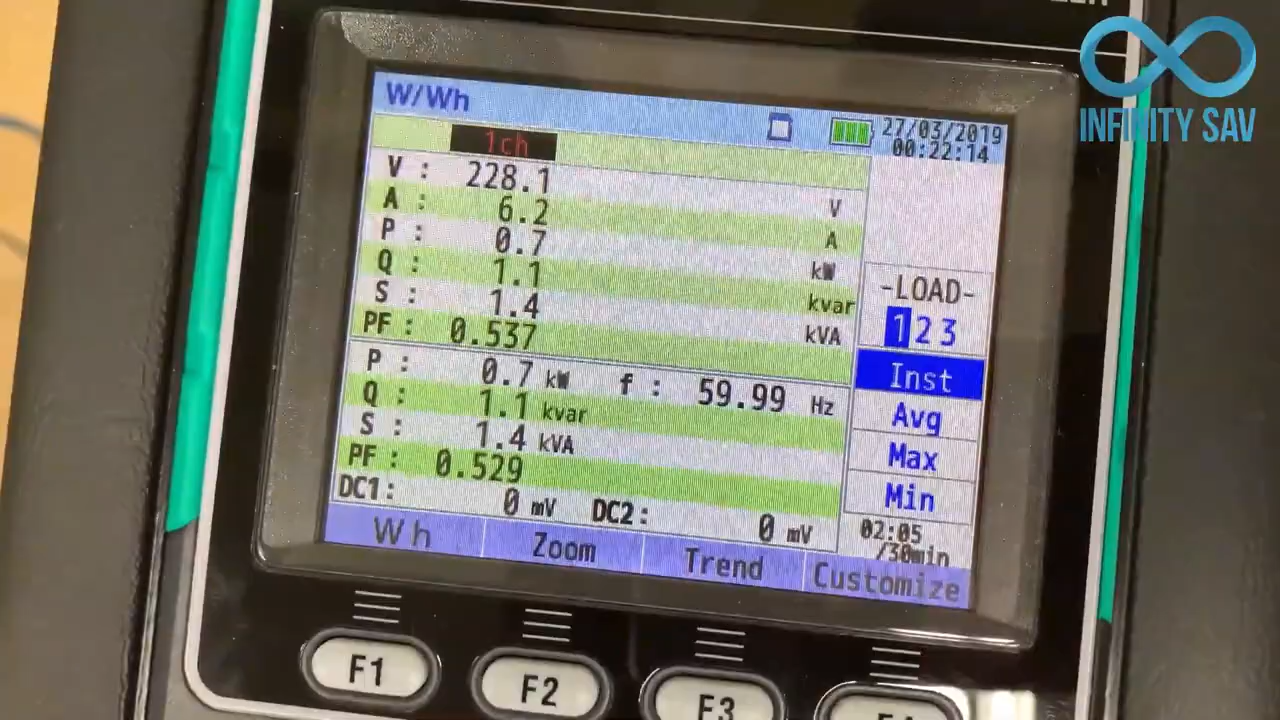 W/Wh
27/03/2019
00:22:14
1ch
V : 228.1 V
A : 6.2 A
P : 0.7 kW
Q : 1.1 kvar
S : 1.4 kVA
PF : 0.537
P : 0.7 kW f : 59.99 Hz
Q : 1.1 kvar
S : 1.4 kVA
PF : 0.529
DC1: 0 mV DC2: 0 mV
-LOAD-
1 2 3
Inst
Avg
Max
Min
02:05
/30min
Wh Zoom Trend Customize
F1 F2 F3
INFINITY SAV